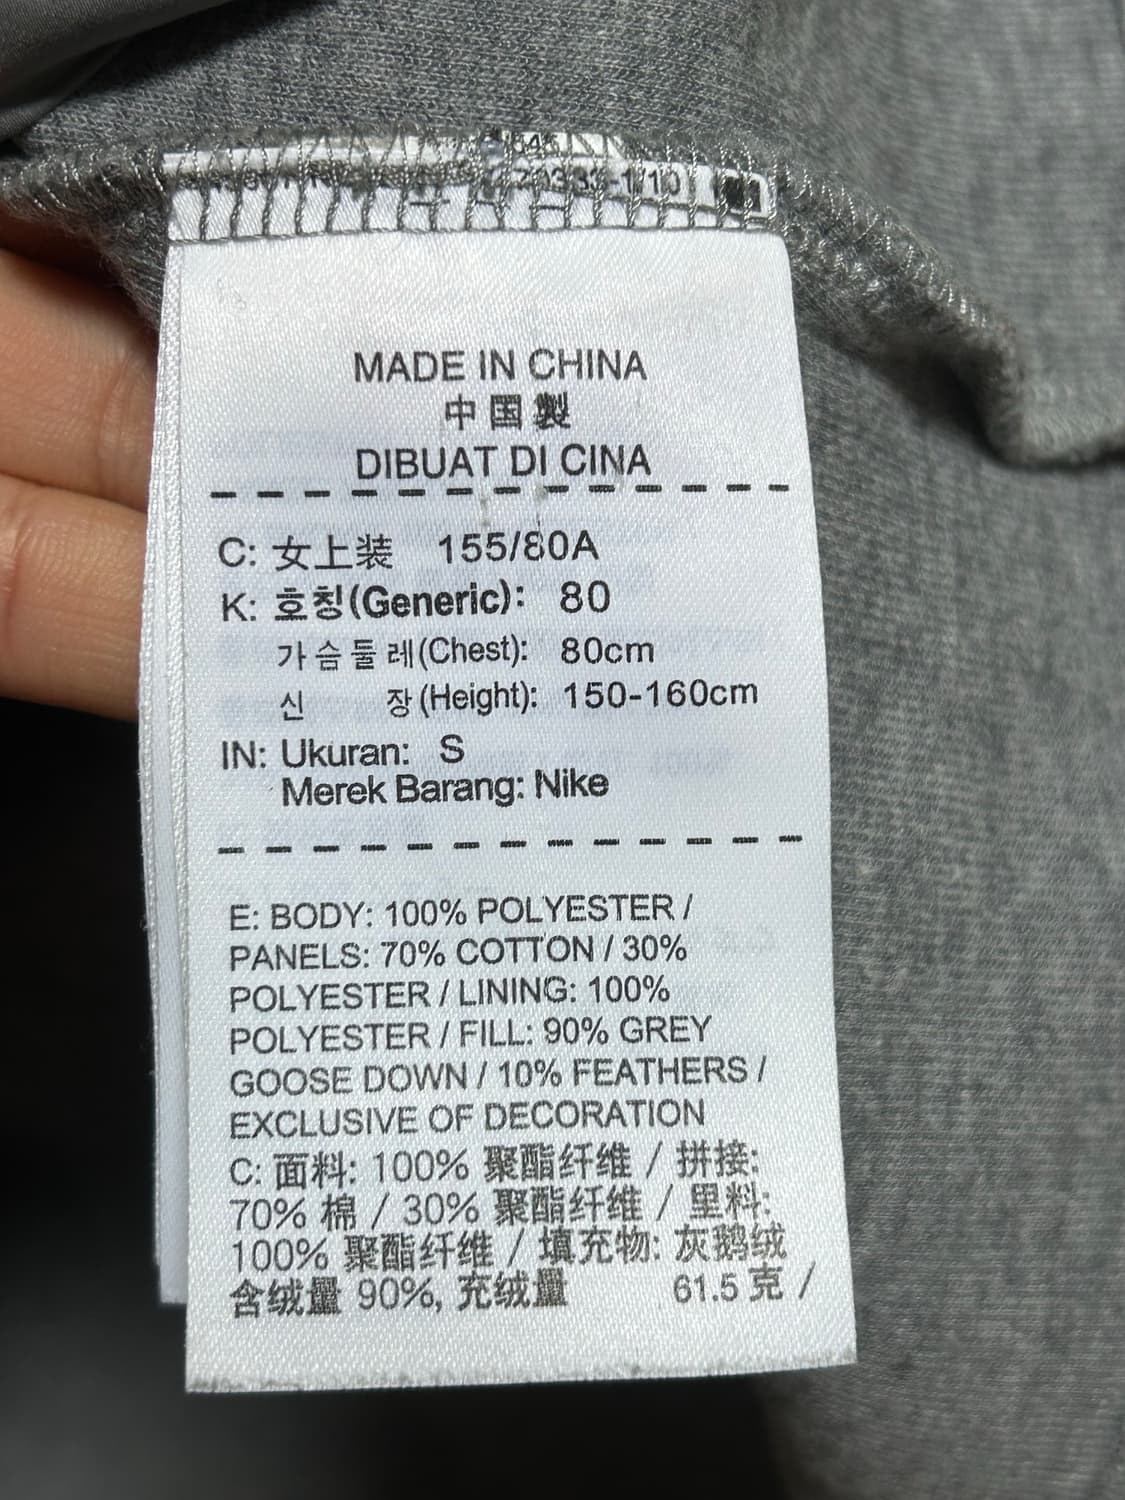 MADE IN CHINA
中国製
DIBUAT DI CINA
C: 女上装 155/80A
K: 호칭(Generic): 80
가슴둘레(Chest): 80cm
신 장(Height): 150-160cm
IN: Ukuran: S
Merek Barang: Nike
E: BODY: 100% POLYESTER /
PANELS: 70% COTTON / 30%
POLYESTER / LINING: 100%
POLYESTER / FILL: 90% GREY
GOOSE DOWN / 10% FEATHERS /
EXCLUSIVE OF DECORATION
C: 面料: 100% 聚酯纤维 / 拼接:
70% 棉 / 30% 聚酯纤维 / 里料:
100% 聚酯纤维 / 填充物: 灰鹅绒
含绒量 90%, 充绒量 61.5 克 /